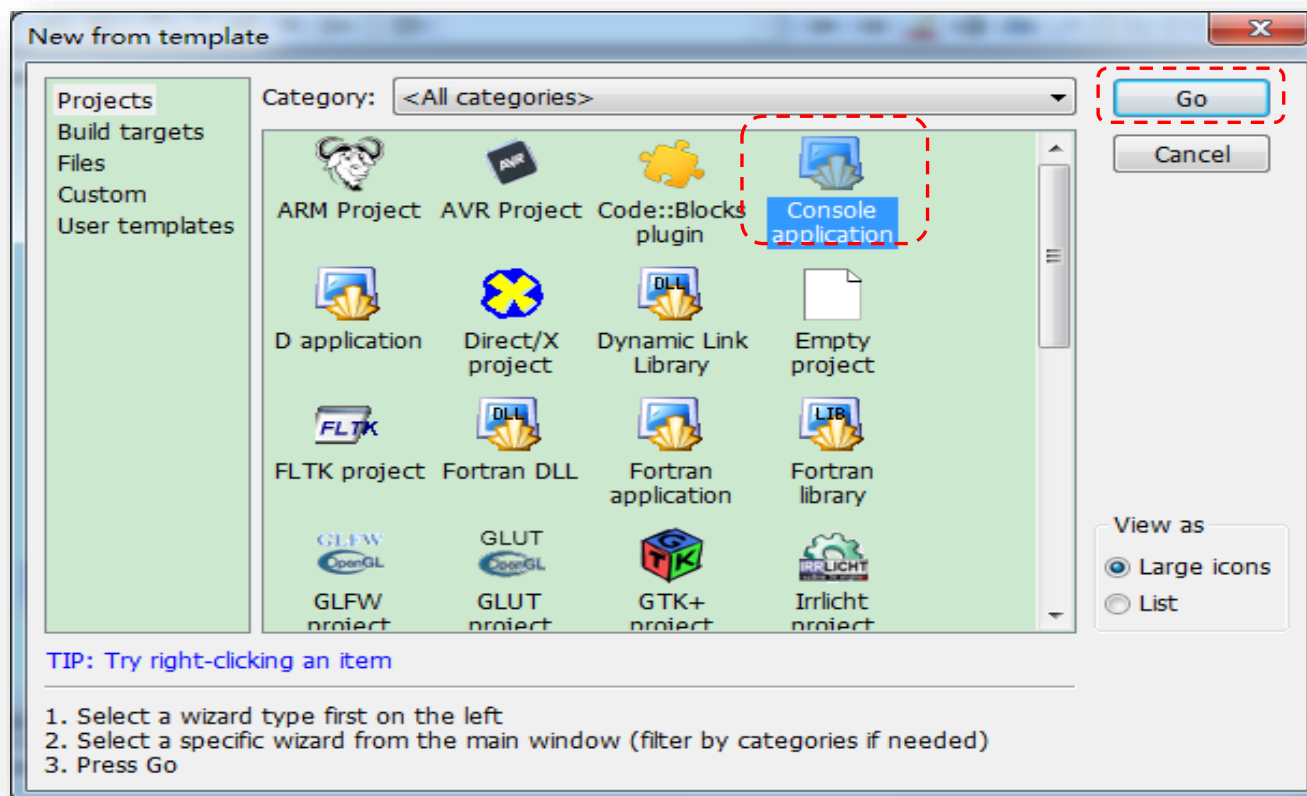 New from template
Projects
Build targets
Files
Custom
User templates
Category: <All categories>
Go
Cancel
AVR
ARM Project AVR Project Code::Blocks plugin Console application
DLL
D application Direct/X project Dynamic Link Library Empty project
FLTK DLL LIB
FLTK project Fortran DLL Fortran application Fortran library
GLFW OpenGL GLUT OpenGL GTK IRRLICHT
GLFW project GLUT project GTK+ project Irrlicht project
View as
Large icons
List
TIP: Try right-clicking an item
1. Select a wizard type first on the left
2. Select a specific wizard from the main window (filter by categories if needed)
3. Press Go